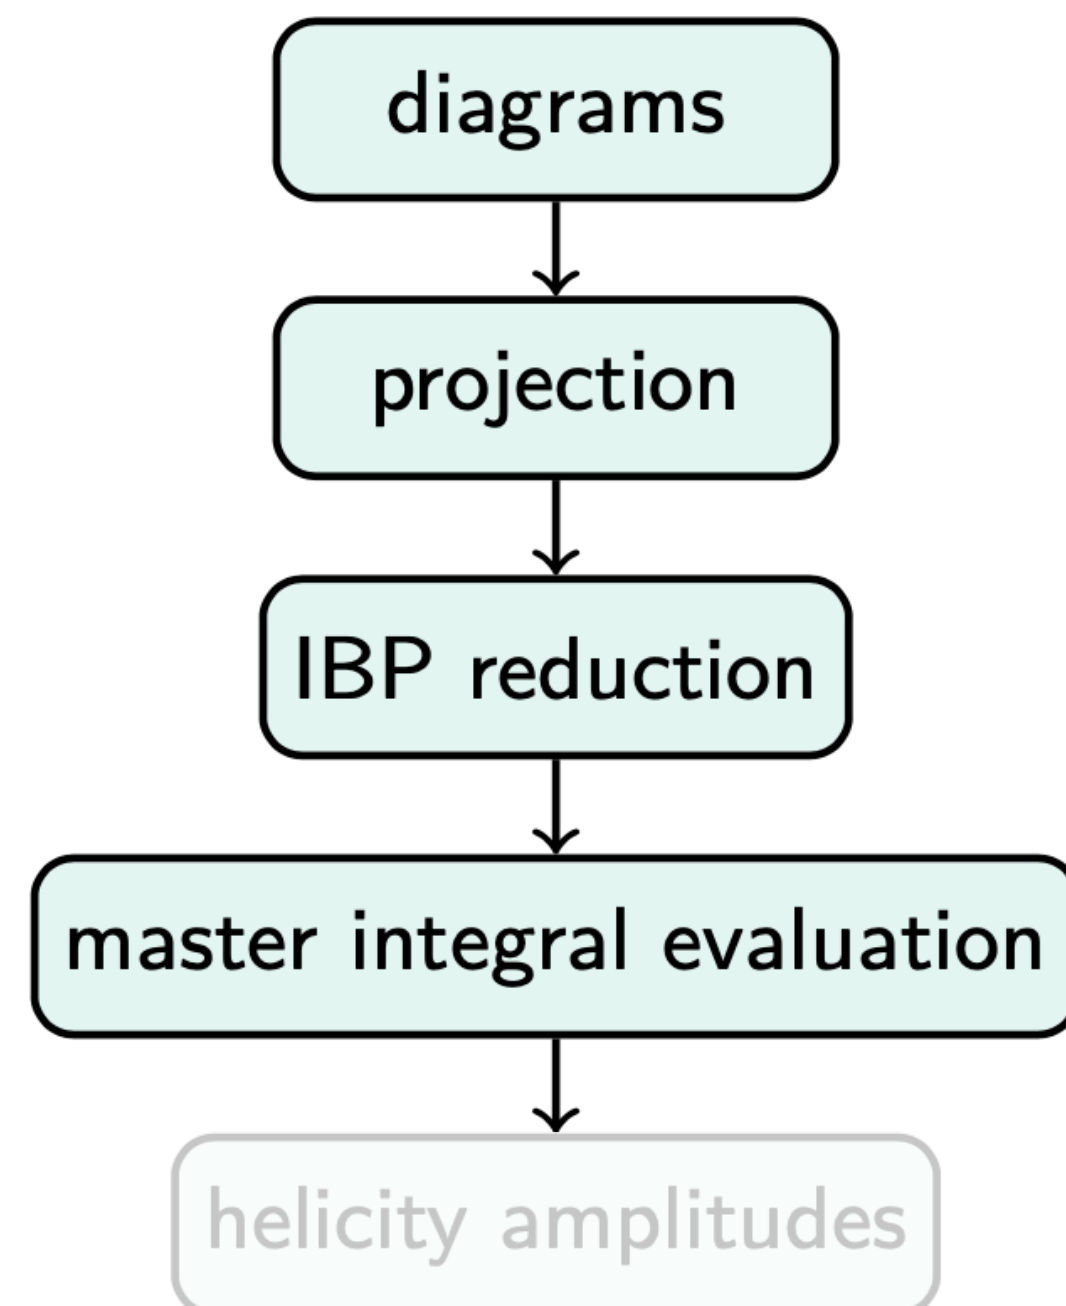 diagrams
projection
IBP reduction
master integral evaluation
helicity amplitudes